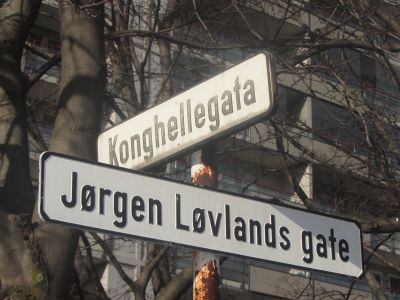 Konghellegata
Jørgen Løvlands gate